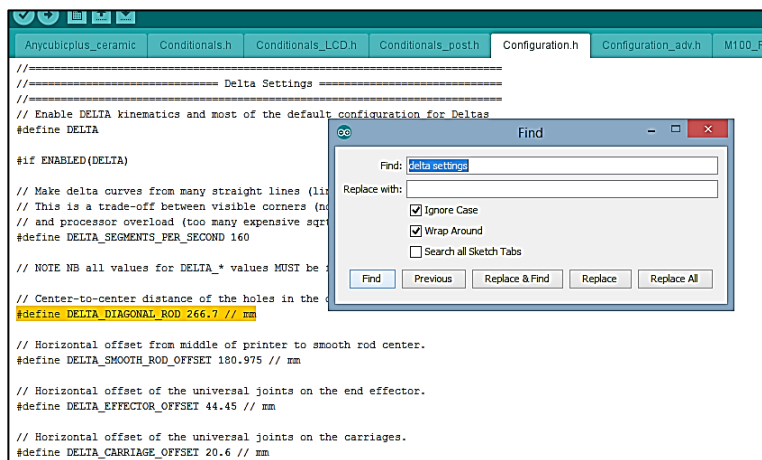 Anycubicplus_ceramic Conditionals.h Conditionals_LCD.h Conditionals_post.h Configuration.h Configuration_adv.h M100_F
//===========================================================================
//============================== Delta Settings =============================
//===========================================================================
// Enable DELTA kinematics and most of the default configuration for Deltas
#define DELTA
#if ENABLED(DELTA)
// Make delta curves from many straight lines (li
// This is a trade-off between visible corners (n
// and processor overload (too many expensive sqrt
#define DELTA_SEGMENTS_PER_SECOND 160
// NOTE NB all values for DELTA_* values MUST be
// Center-to-center distance of the holes in the
#define DELTA_DIAGONAL_ROD 266.7 // mm
// Horizontal offset from middle of printer to smooth rod center.
#define DELTA_SMOOTH_ROD_OFFSET 180.975 // mm
// Horizontal offset of the universal joints on the end effector.
#define DELTA_EFFECTOR_OFFSET 44.45 // mm
// Horizontal offset of the universal joints on the carriages.
#define DELTA_CARRIAGE_OFFSET 20.6 // mm
Find
Find: delta settings
Replace with:
Ignore Case
Wrap Around
Search all Sketch Tabs
Find Previous Replace & Find Replace Replace All